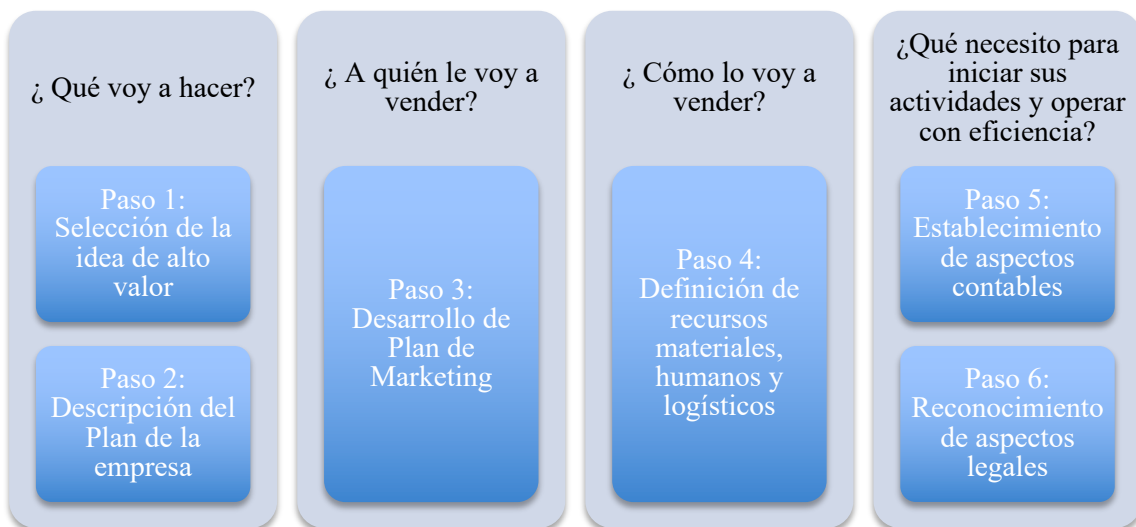 ¿ Qué voy a hacer?
Paso 1:
Selección de la
idea de alto
valor
Paso 2:
Descripción del
Plan de la
empresa
¿ A quién le voy a
vender?
Paso 3:
Desarrollo de
Plan de
Marketing
¿ Cómo lo voy a
vender?
Paso 4:
Definición de
recursos
materiales,
humanos y
logísticos
¿Qué necesito para
iniciar sus
actividades y operar
con eficiencia?
Paso 5:
Establecimiento
de aspectos
contables
Paso 6:
Reconocimiento
de aspectos
legales